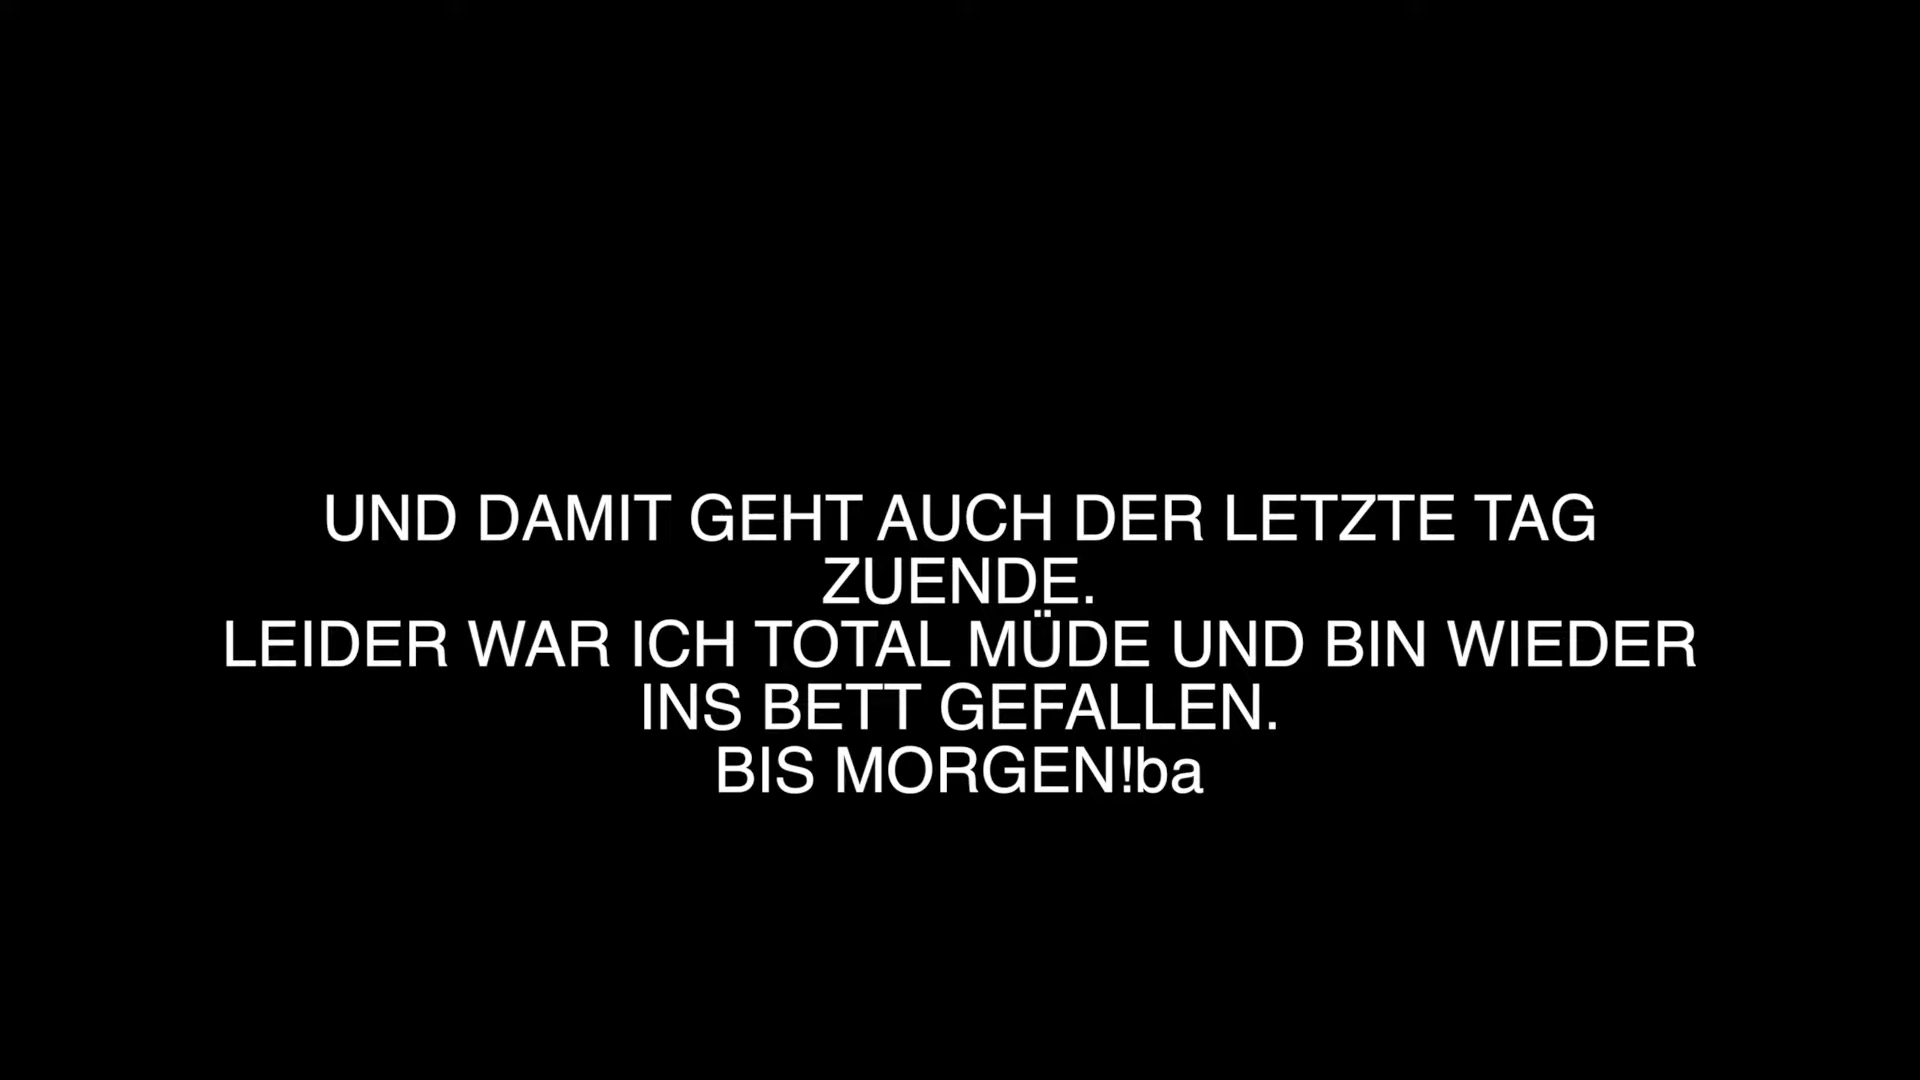 UND DAMIT GEHT AUCH DER LETZTE TAG
ZUENDE.
LEIDER WAR ICH TOTAL MÜDE UND BIN WIEDER
INS BETT GEFALLEN.
BIS MORGEN!ba